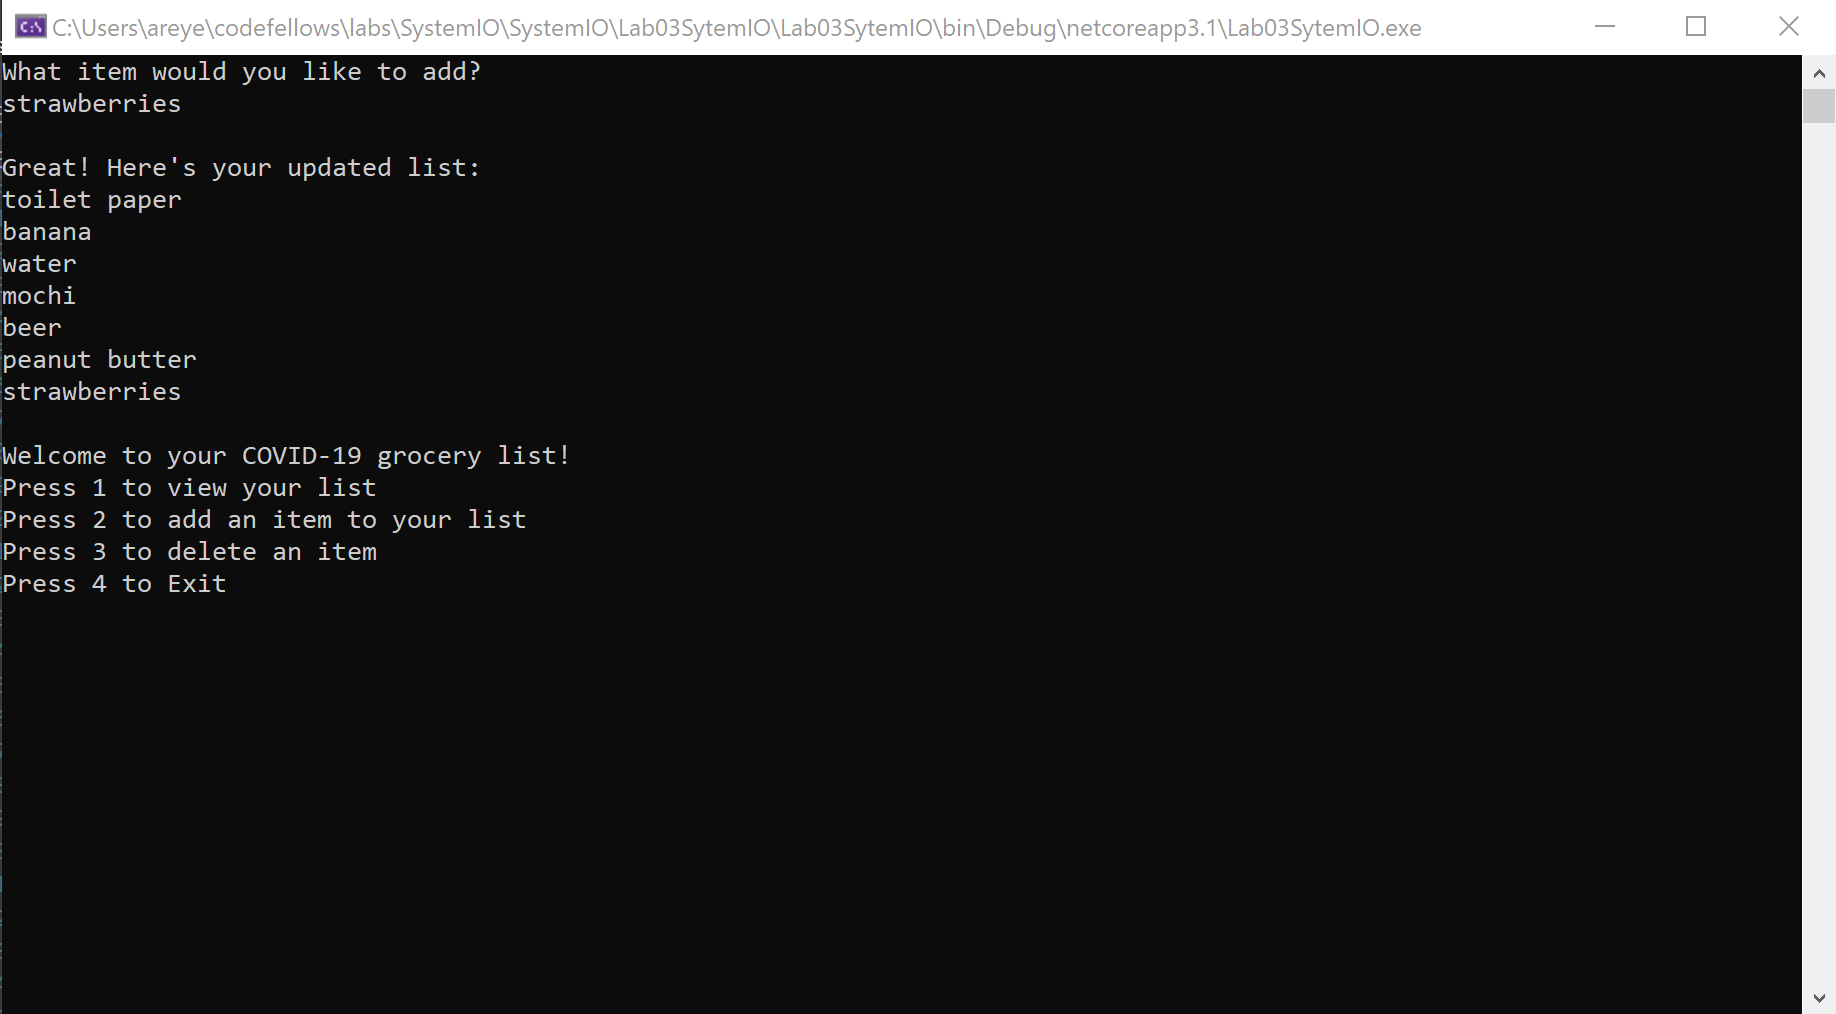 C:\Users\areye\codefellows\labs\SystemIO\SystemIO\Lab03SytemIO\Lab03SytemIO\bin\Debug\netcoreapp3.1\Lab03SytemIO.exe
What item would you like to add?
strawberries
Great! Here's your updated list:
toilet paper
banana
water
mochi
beer
peanut butter
strawberries
Welcome to your COVID-19 grocery list!
Press 1 to view your list
Press 2 to add an item to your list
Press 3 to delete an item
Press 4 to Exit